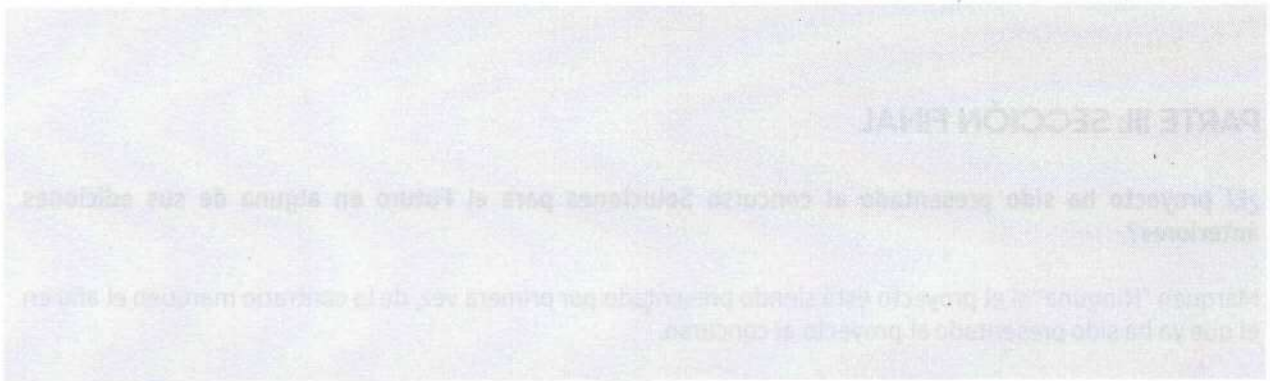 PARTE III. SECCIÓN FINAL
¿El proyecto ha sido presentado al concurso Soluciones para el Futuro en alguna de sus ediciones
anteriores?
Marquen "Ninguna" si el proyecto está siendo presentado por primera vez, de lo contrario marquen el año en
el que ya ha sido presentado el proyecto al concurso.